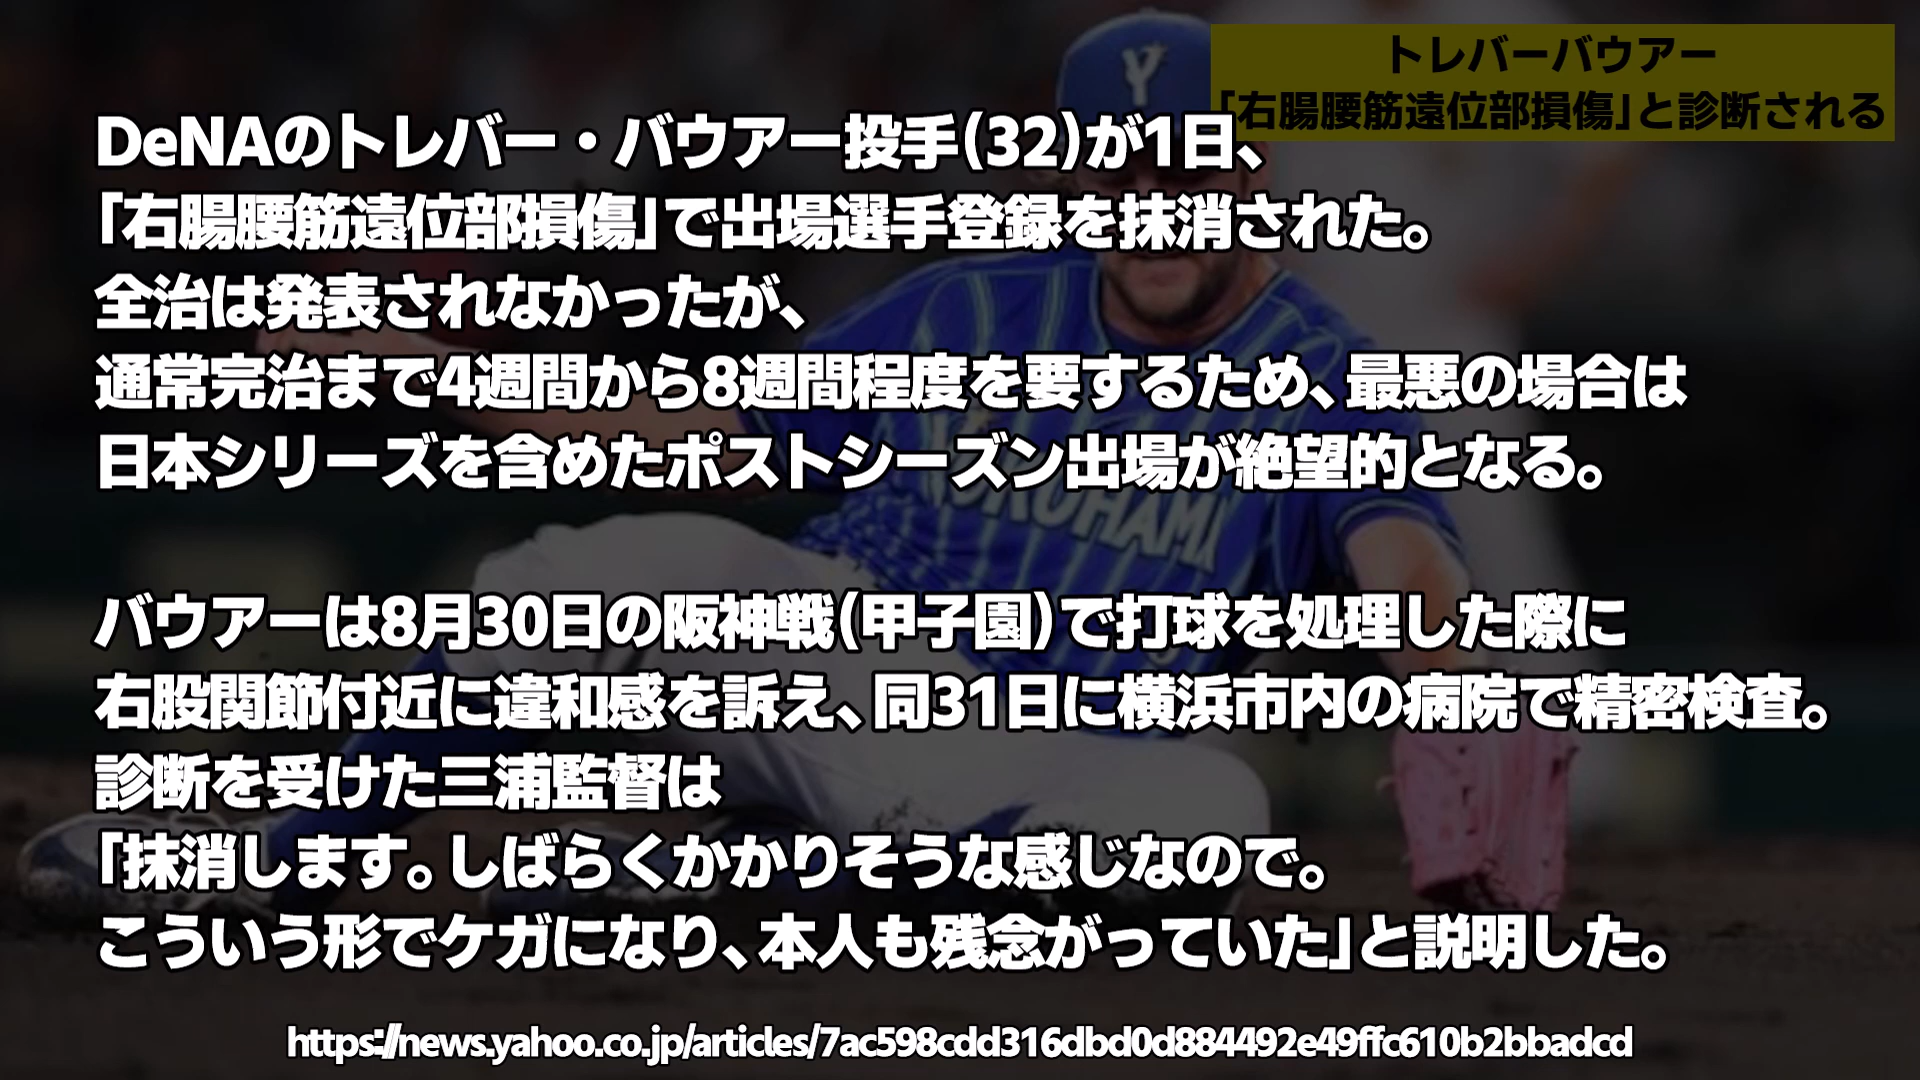 トレバーバウアー
「右腸腰筋遠位部損傷」と診断される
DeNAのトレバー・バウアー投手(32)が1日、
「右腸腰筋遠位部損傷」で出場選手登録を抹消された。
全治は発表されなかったが、
通常完治まで4週間から8週間程度を要するため、最悪の場合は
日本シリーズを含めたポストシーズン出場が絶望的となる。
バウアーは8月30日の阪神戦(甲子園)で打球を処理した際に
右股関節付近に違和感を訴え、同31日に横浜市内の病院で精密検査。
診断を受けた三浦監督は
「抹消します。しばらくかかりそうな感じなので。
こういう形でケガになり、本人も残念がっていた」と説明した。
https://news.yahoo.co.jp/articles/7ac598cdd316dbd0d884492e49ffc610b2bbadcd
Y
YOKOHAMA